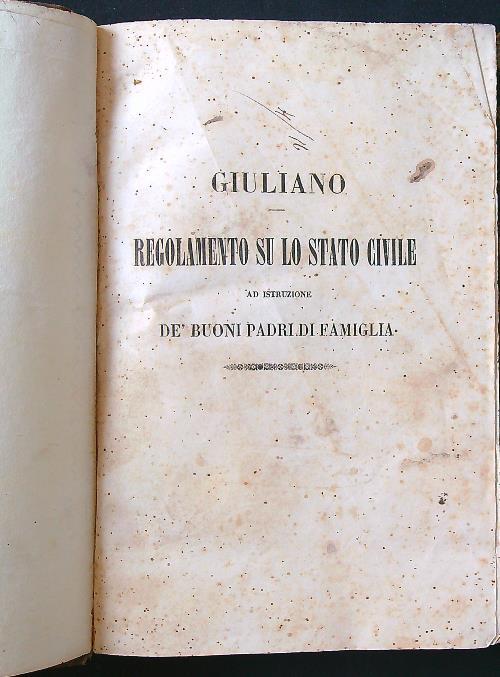 GIULIANO
REGOLAMENTO SU LO STATO CIVILE
AD ISTRUZIONE
DE' BUONI PADRI DI FAMIGLIA